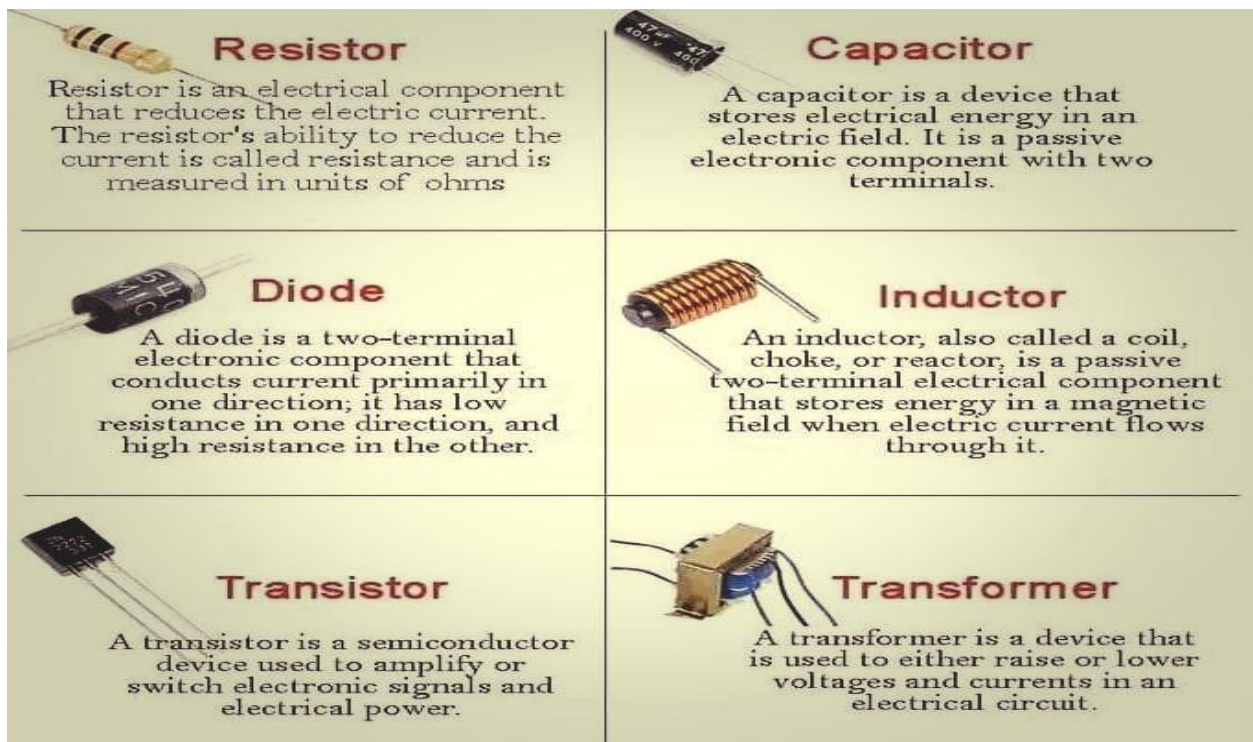 Resistor
Resistor is an electrical component
that reduces the electric current.
The resistor's ability to reduce the
current is called resistance and is
measured in units of ohms
47µF
400 V
47
400
Capacitor
A capacitor is a device that
stores electrical energy in an
electric field. It is a passive
electronic component with two
terminals.
Diode
A diode is a two-terminal
electronic component that
conducts current primarily in
one direction; it has low
resistance in one direction, and
high resistance in the other.
Inductor
An inductor, also called a coil,
choke, or reactor, is a passive
two-terminal electrical component
that stores energy in a magnetic
field when electric current flows
through it.
Transistor
A transistor is a semiconductor
device used to amplify or
switch electronic signals and
electrical power.
Transformer
A transformer is a device that
is used to either raise or lower
voltages and currents in an
electrical circuit.